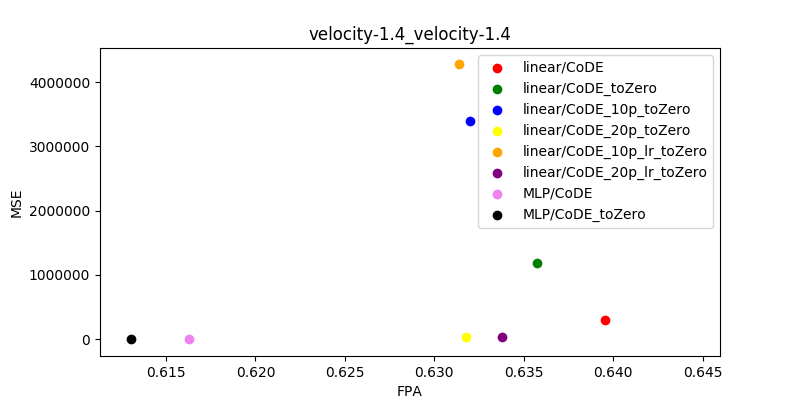 velocity-1.4_velocity-1.4
MSE
4000000
3000000
2000000
1000000
0
linear/CoDE
linear/CoDE_toZero
linear/CoDE_10p_toZero
linear/CoDE_20p_toZero
linear/CoDE_10p_lr_toZero
linear/CoDE_20p_lr_toZero
MLP/CoDE
MLP/CoDE_toZero
0.615 0.620 0.625 0.630 0.635 0.640 0.645
FPA